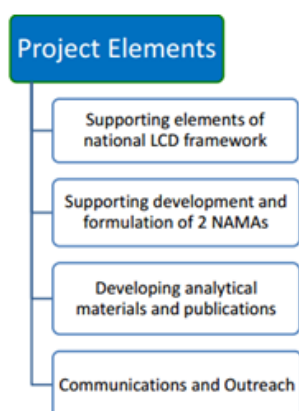 Project Elements
Supporting elements of
national LCD framework
Supporting development and
formulation of 2 NAMAs
Developing analytical
materials and publications
Communications and Outreach